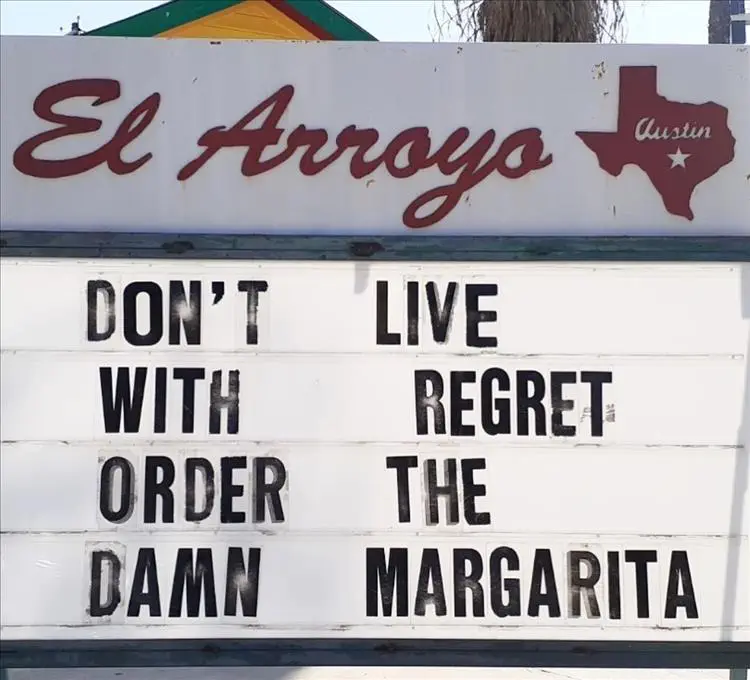 El Arroyo
Austin
DON'T LIVE
WITH REGRET
ORDER THE
DAMN MARGARITA